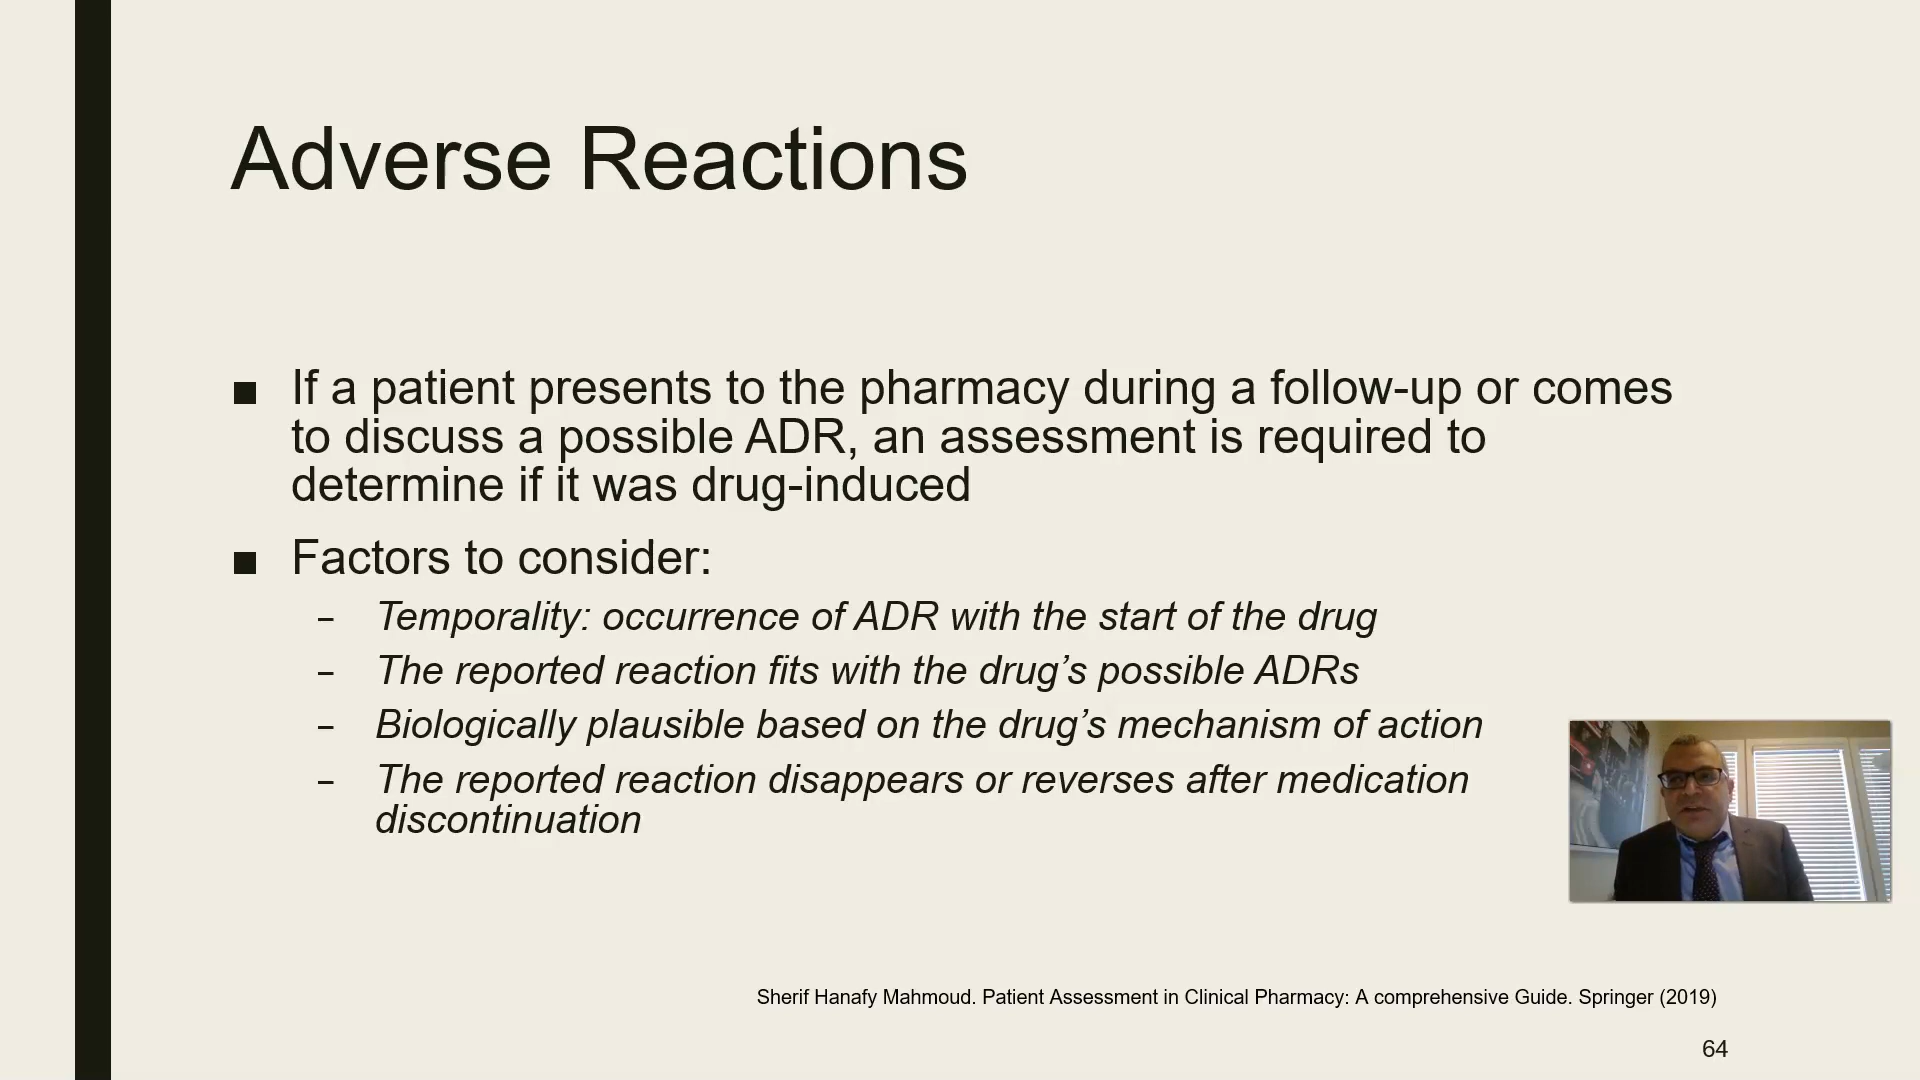 Adverse Reactions
■ If a patient presents to the pharmacy during a follow-up or comes
to discuss a possible ADR, an assessment is required to
determine if it was drug-induced
■ Factors to consider:
– Temporality: occurrence of ADR with the start of the drug
– The reported reaction fits with the drug’s possible ADRs
– Biologically plausible based on the drug’s mechanism of action
– The reported reaction disappears or reverses after medication
discontinuation
Sherif Hanafy Mahmoud. Patient Assessment in Clinical Pharmacy: A comprehensive Guide. Springer (2019)
64